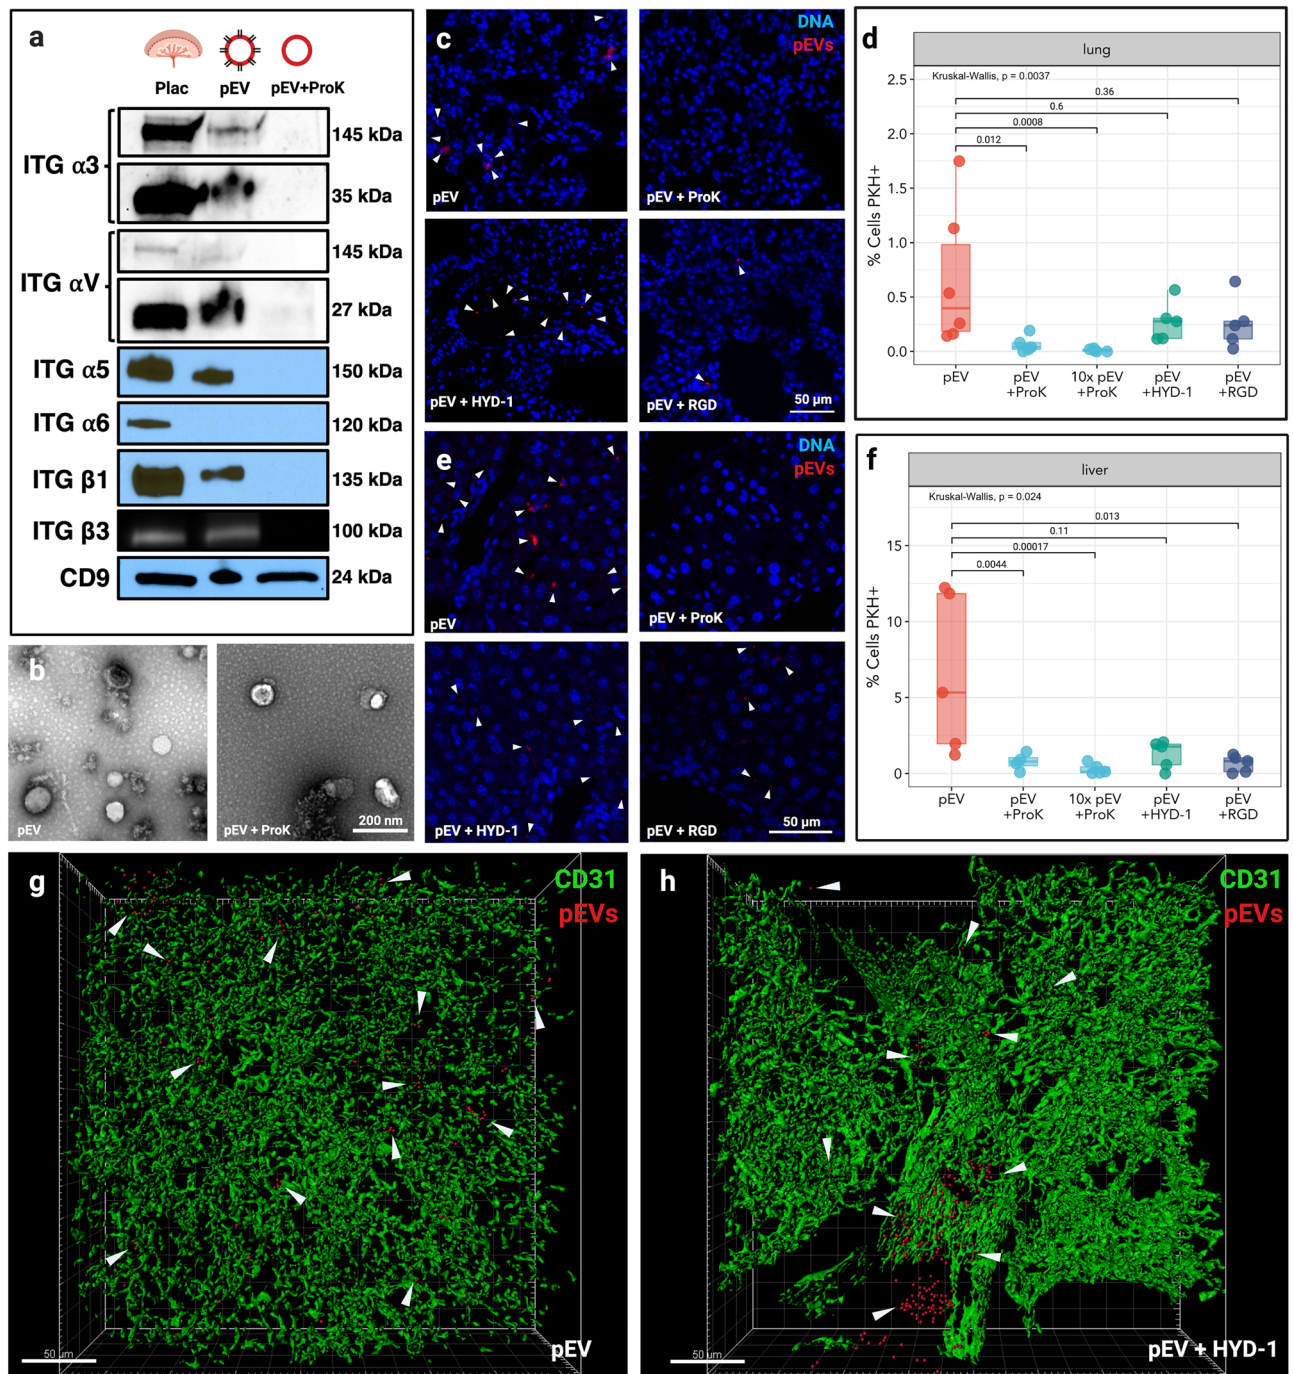 a
Plac
pEV
pEV+ProK
ITG α3
145 kDa
35 kDa
ITG αV
145 kDa
27 kDa
ITG α5
150 kDa
ITG α6
120 kDa
ITG β1
135 kDa
ITG β3
100 kDa
CD9
24 kDa
b
pEV
pEV + ProK
200 nm
c
DNA
pEVs
pEV
pEV + ProK
pEV + HYD-1
pEV + RGD
50 µm
d
lung
Kruskal-Wallis, p = 0.0037
0.36
0.6
0.0008
0.012
% Cells PKH+
2.5
2.0
1.5
1.0
0.5
0.0
pEV
pEV
+ProK
10x pEV
+ProK
pEV
+HYD-1
pEV
+RGD
e
DNA
pEVs
pEV
pEV + ProK
pEV + HYD-1
pEV + RGD
50 µm
f
liver
Kruskal-Wallis, p = 0.024
0.013
0.11
0.00017
0.0044
% Cells PKH+
15
10
5
0
pEV
pEV
+ProK
10x pEV
+ProK
pEV
+HYD-1
pEV
+RGD
g
CD31
pEVs
50 µm
pEV
h
CD31
pEVs
50 µm
pEV + HYD-1